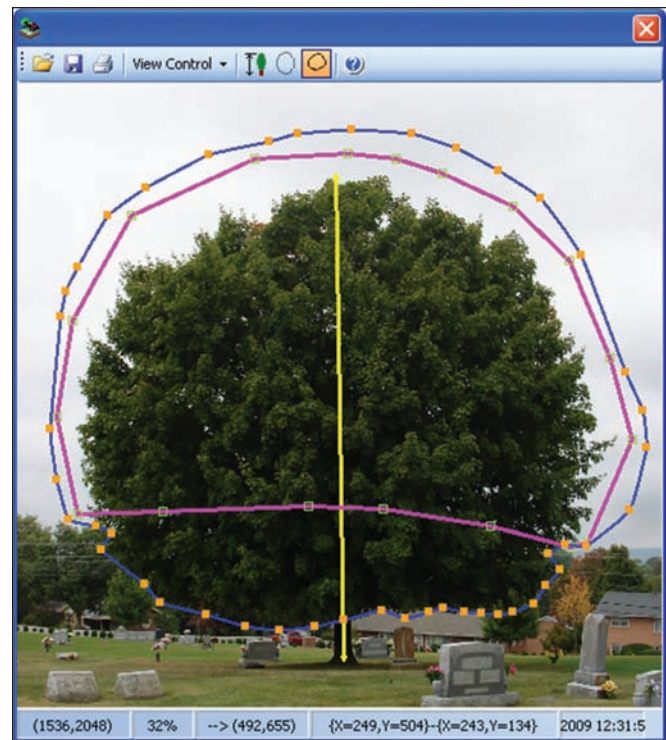 View Control
(1536,2048) 32% --> (492,655) {X=249,Y=504}-{X=243,Y=134} 2009 12:31:5